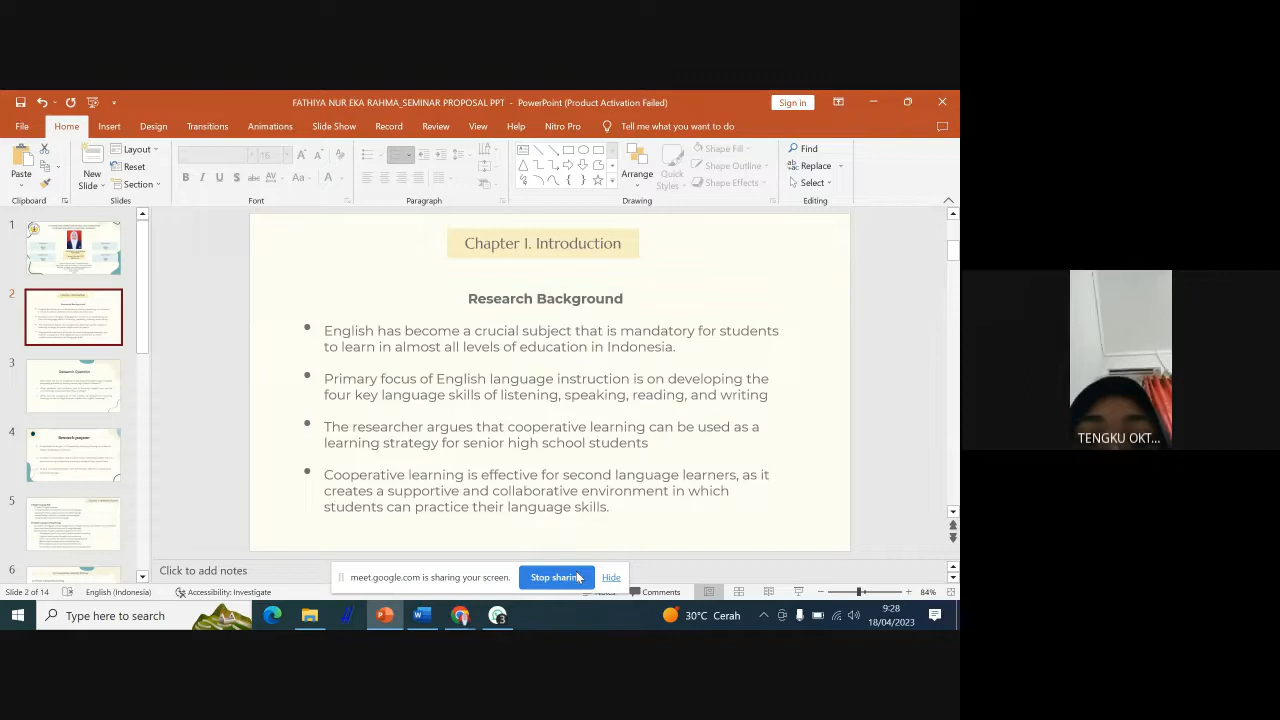 FATHIYA NUR EKA RAHMA_SEMINAR PROPOSAL PPT - PowerPoint (Product Activation Failed)
Sign in
File Home Insert Design Transitions Animations Slide Show Record Review View Help Nitro Pro Tell me what you want to do
Paste
Clipboard
New
Slide
Layout
Reset
Section
Slides
Font
Paragraph
Arrange
Quick
Styles
Shape Fill
Shape Outline
Shape Effects
Drawing
Find
Replace
Select
Editing
1
2
3
4
5
6
Chapter I. Introduction
Research Background
English has become a crucial subject that is mandatory for students
to learn in almost all levels of education in Indonesia.
Primary focus of English language instruction is on developing the
four key language skills of listening, speaking, reading, and writing
The researcher argues that cooperative learning can be used as a
learning strategy for senior high school students
Cooperative learning is effective for second language learners, as it
creates a supportive and collaborative environment in which
students can practice their language skills.
TENGKU OKT...
Click to add notes
meet.google.com is sharing your screen. Stop sharing Hide
Slide 2 of 14 English (Indonesia) Accessibility: Investigate Notes Comments 84%
Type here to search
30°C Cerah
9:28
18/04/2023